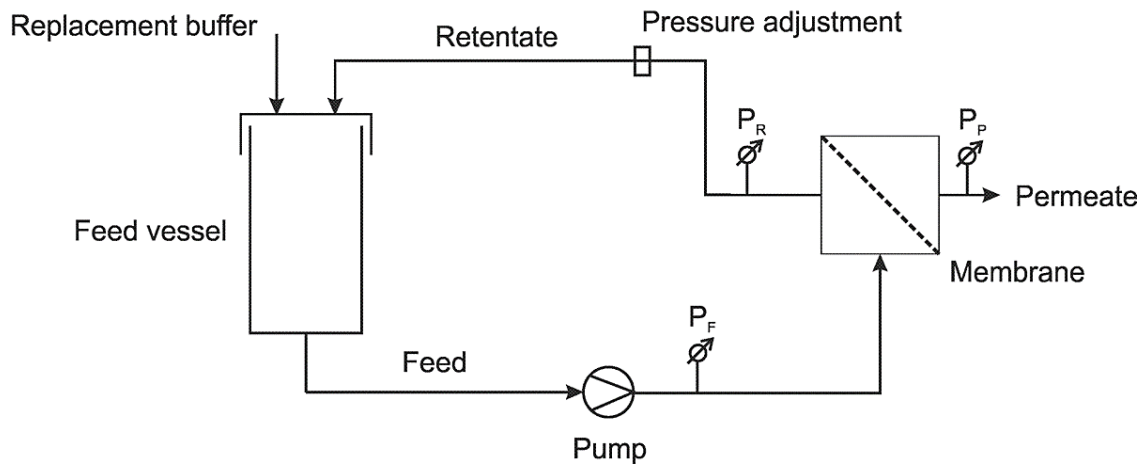 Replacement buffer
Retentate
Pressure adjustment
P_R
P_P
Feed vessel
Permeate
Membrane
P_F
Feed
Pump